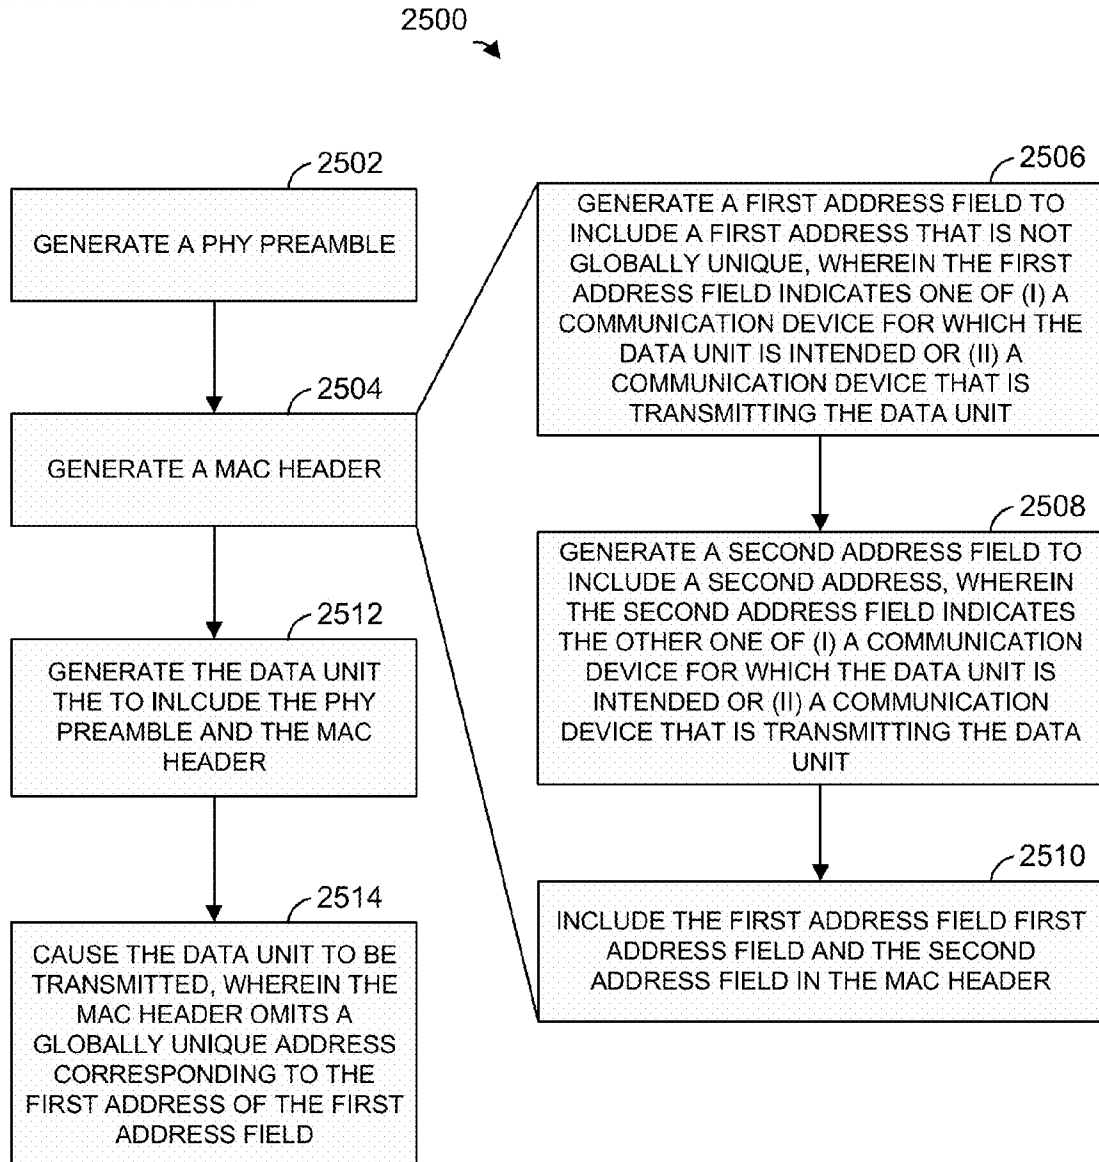 2500
2502
GENERATE A PHY PREAMBLE
2504
GENERATE A MAC HEADER
2506
GENERATE A FIRST ADDRESS FIELD TO
INCLUDE A FIRST ADDRESS THAT IS NOT
GLOBALLY UNIQUE, WHEREIN THE FIRST
ADDRESS FIELD INDICATES ONE OF (I) A
COMMUNICATION DEVICE FOR WHICH THE
DATA UNIT IS INTENDED OR (II) A
COMMUNICATION DEVICE THAT IS
TRANSMITTING THE DATA UNIT
2508
GENERATE A SECOND ADDRESS FIELD TO
INCLUDE A SECOND ADDRESS, WHEREIN
THE SECOND ADDRESS FIELD INDICATES
THE OTHER ONE OF (I) A COMMUNICATION
DEVICE FOR WHICH THE DATA UNIT IS
INTENDED OR (II) A COMMUNICATION
DEVICE THAT IS TRANSMITTING THE DATA
UNIT
2510
INCLUDE THE FIRST ADDRESS FIELD FIRST
ADDRESS FIELD AND THE SECOND
ADDRESS FIELD IN THE MAC HEADER
2512
GENERATE THE DATA UNIT
THE TO INLCUDE THE PHY
PREAMBLE AND THE MAC
HEADER
2514
CAUSE THE DATA UNIT TO BE
TRANSMITTED, WHEREIN THE
MAC HEADER OMITS A
GLOBALLY UNIQUE ADDRESS
CORRESPONDING TO THE
FIRST ADDRESS OF THE FIRST
ADDRESS FIELD